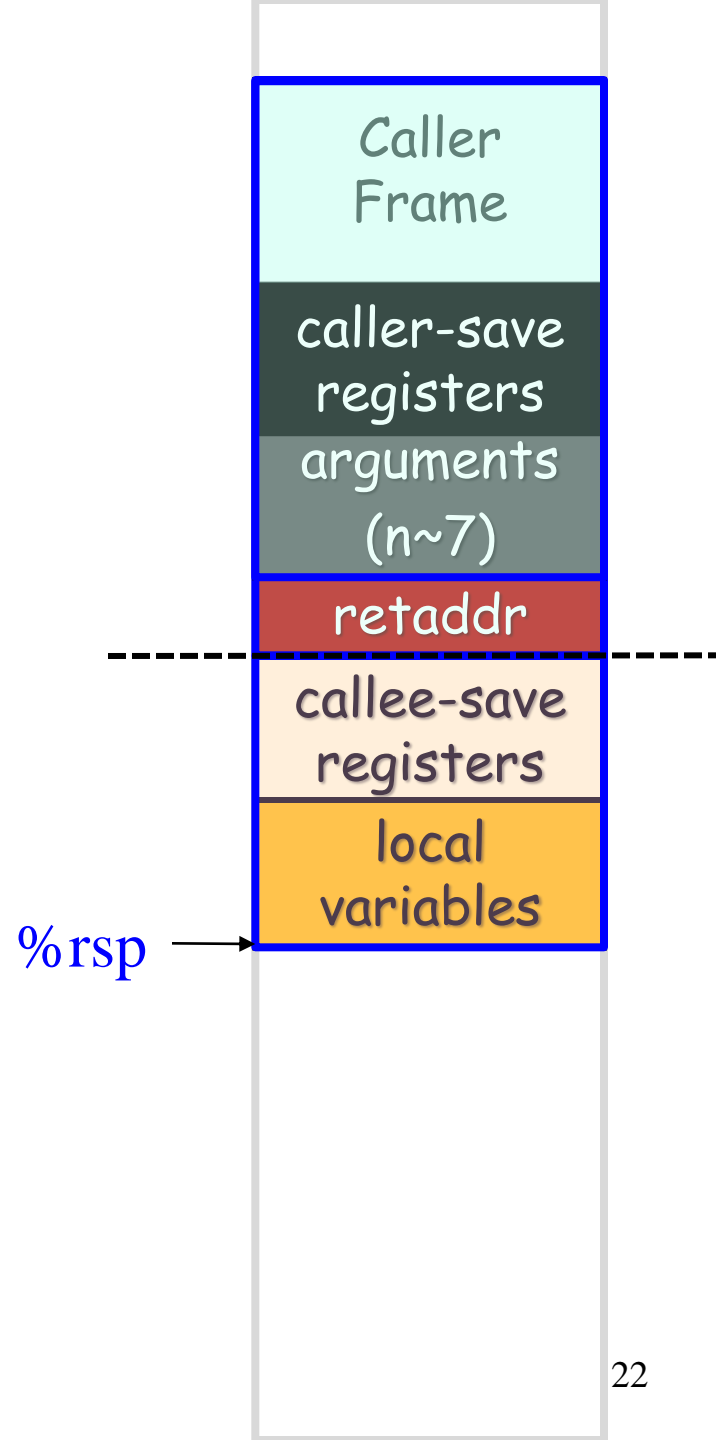 Caller
Frame
caller-save
registers
arguments
(n~7)
retaddr
callee-save
registers
local
variables
%rsp
22